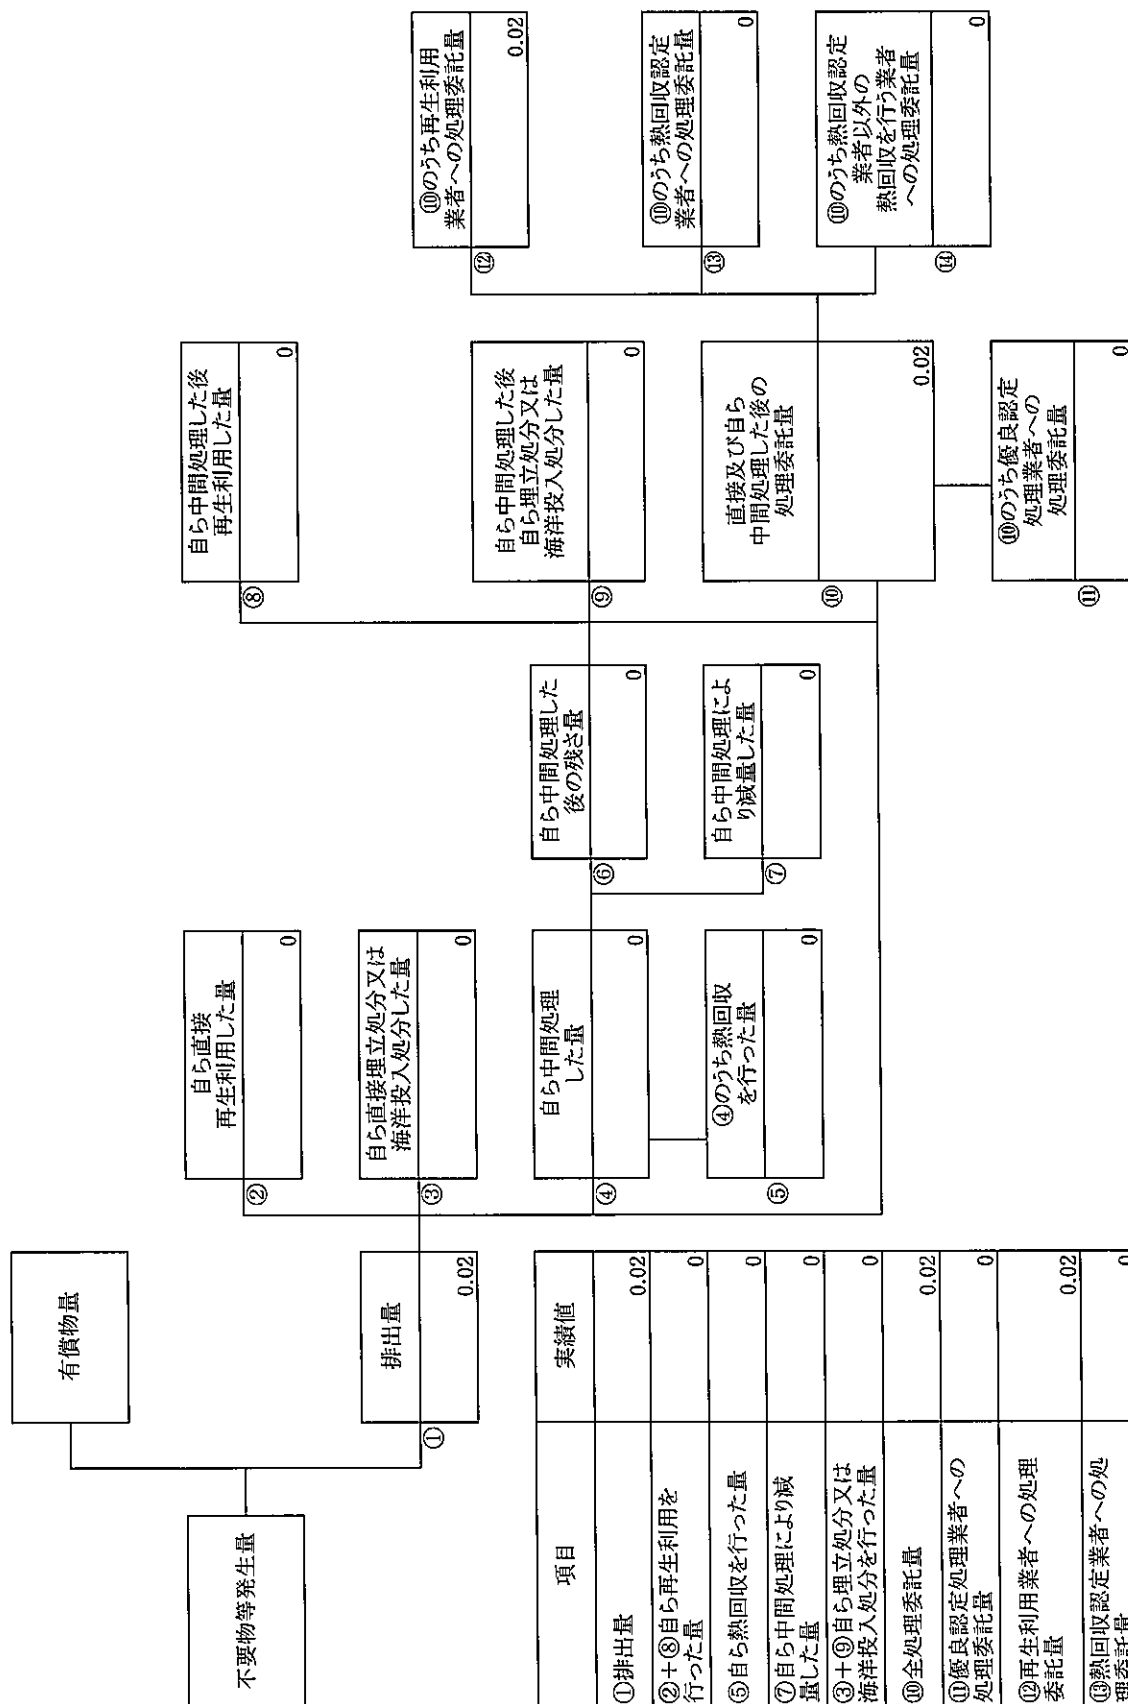 不要物等発生量
有償物量
排出量
①
0.02
自ら直接
再生利用した量
②
0
自ら直接埋立処分又は
海洋投入処分した量
③
0
自ら中間処理
した量
④
0
④のうち熱回収
を行った量
⑤
0
自ら中間処理した
後の残さ量
⑥
0
自ら中間処理によ
り減量した量
⑦
0
自ら中間処理した後
再生利用した量
⑧
0
自ら中間処理した後
自ら埋立処分又は
海洋投入処分した量
⑨
0
直接及び自ら
中間処理した後の
処理委託量
⑩
0.02
⑩のうち優良認定
処理業者への
処理委託量
⑪
0
⑩のうち再生利用
業者への処理委託量
⑫
0.02
⑩のうち熱回収認定
業者への処理委託量
⑬
0
⑩のうち熱回収認定
業者以外の
熱回収を行う業者
への処理委託量
⑭
0
項目 実績値
①排出量 0.02
②+⑧自ら再生利用を
行った量 0
⑤自ら熱回収を行った量 0
⑦自ら中間処理により減
量した量 0
③+⑨自ら埋立処分又は
海洋投入処分を行った量 0
⑩全処理委託量 0.02
⑪優良認定処理業者への
処理委託量 0
⑫再生利用業者への処理
委託量 0.02
⑬熱回収認定業者への処
理委託量 0